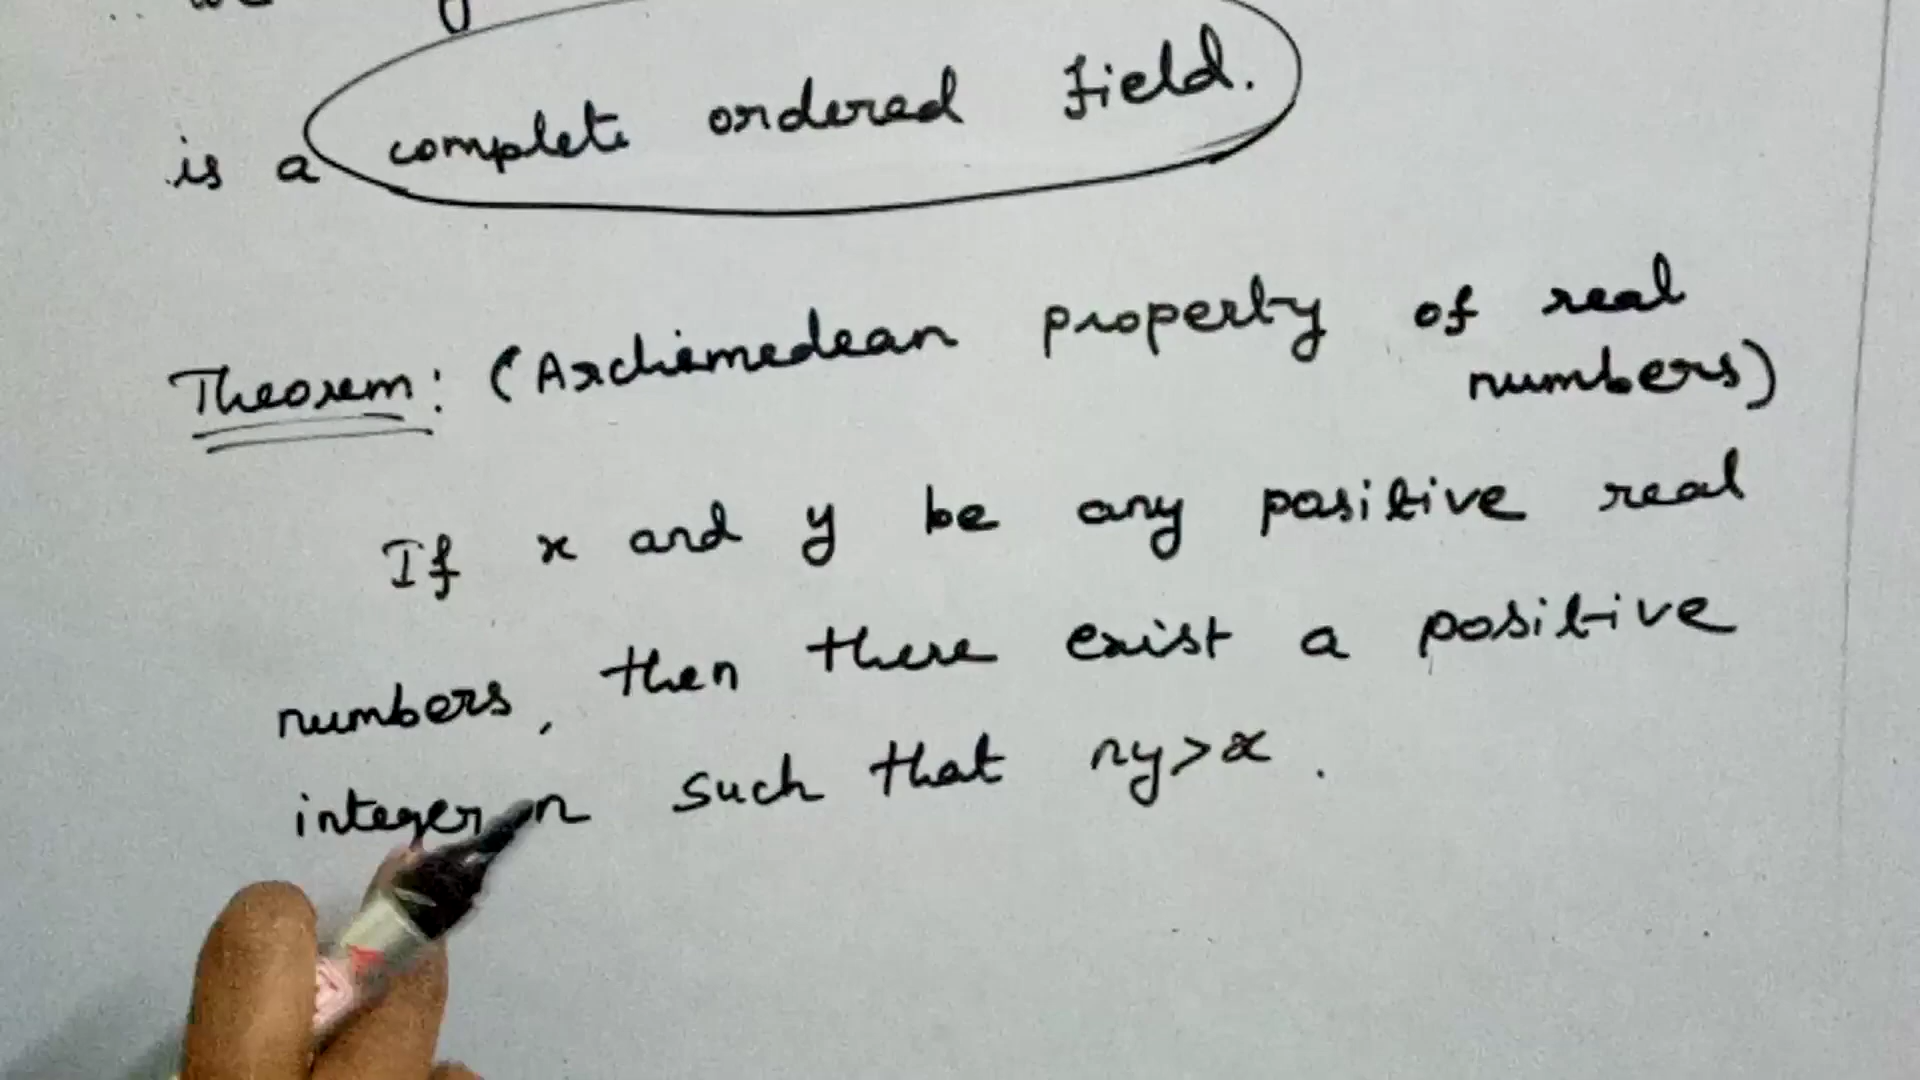 is a complete ordered field.
Theorem: (Archimedean property of real
numbers)
If x and y be any positive real
numbers, then there exist a positive
integer n such that ny>x.